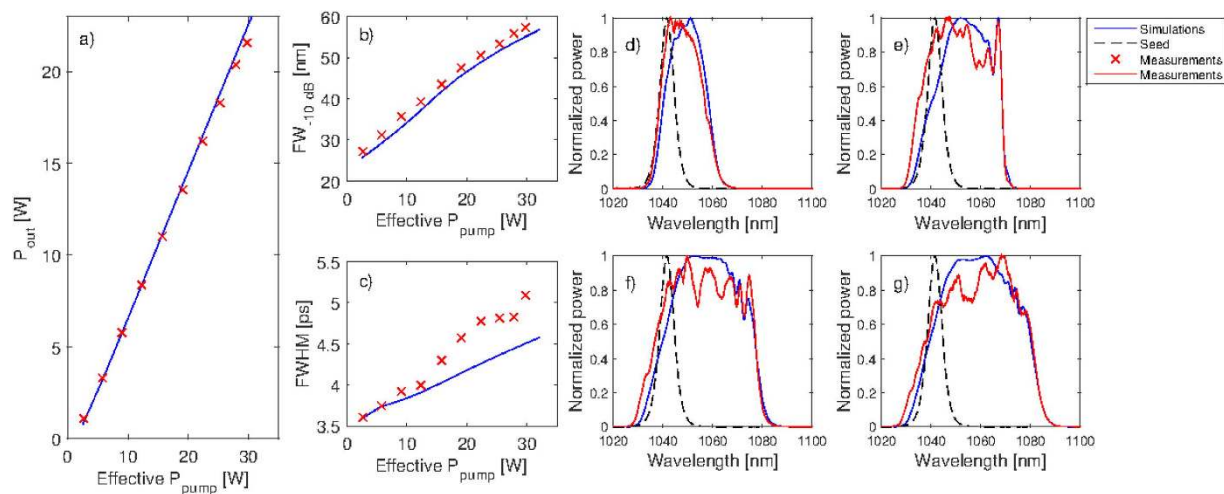 a)
P_out [W]
20
15
10
5
0
0 10 20 30
Effective P_pump [W]
b)
FW_-10 dB [nm]
60
50
40
30
20
0 10 20 30
Effective P_pump [W]
c)
FWHM [ps]
5.5
5
4.5
4
3.5
0 10 20 30
Effective P_pump [W]
d)
Normalized power
1
0.8
0.6
0.4
0.2
0
1020 1040 1060 1080 1100
Wavelength [nm]
e)
Normalized power
1
0.8
0.6
0.4
0.2
0
1020 1040 1060 1080 1100
Wavelength [nm]
Simulations
Seed
Measurements
Measurements
f)
Normalized power
1
0.8
0.6
0.4
0.2
0
1020 1040 1060 1080 1100
Wavelength [nm]
g)
Normalized power
1
0.8
0.6
0.4
0.2
0
1020 1040 1060 1080 1100
Wavelength [nm]